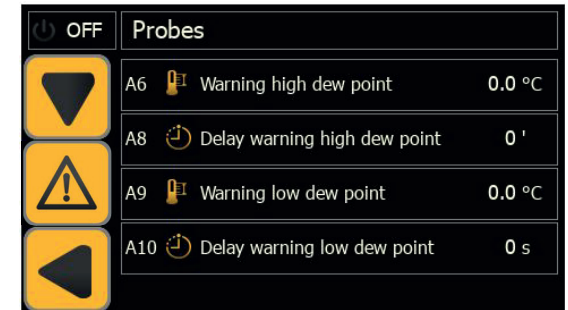 OFF Probes
A6 Warning high dew point 0.0 °C
A8 Delay warning high dew point 0 '
A9 Warning low dew point 0.0 °C
A10 Delay warning low dew point 0 s